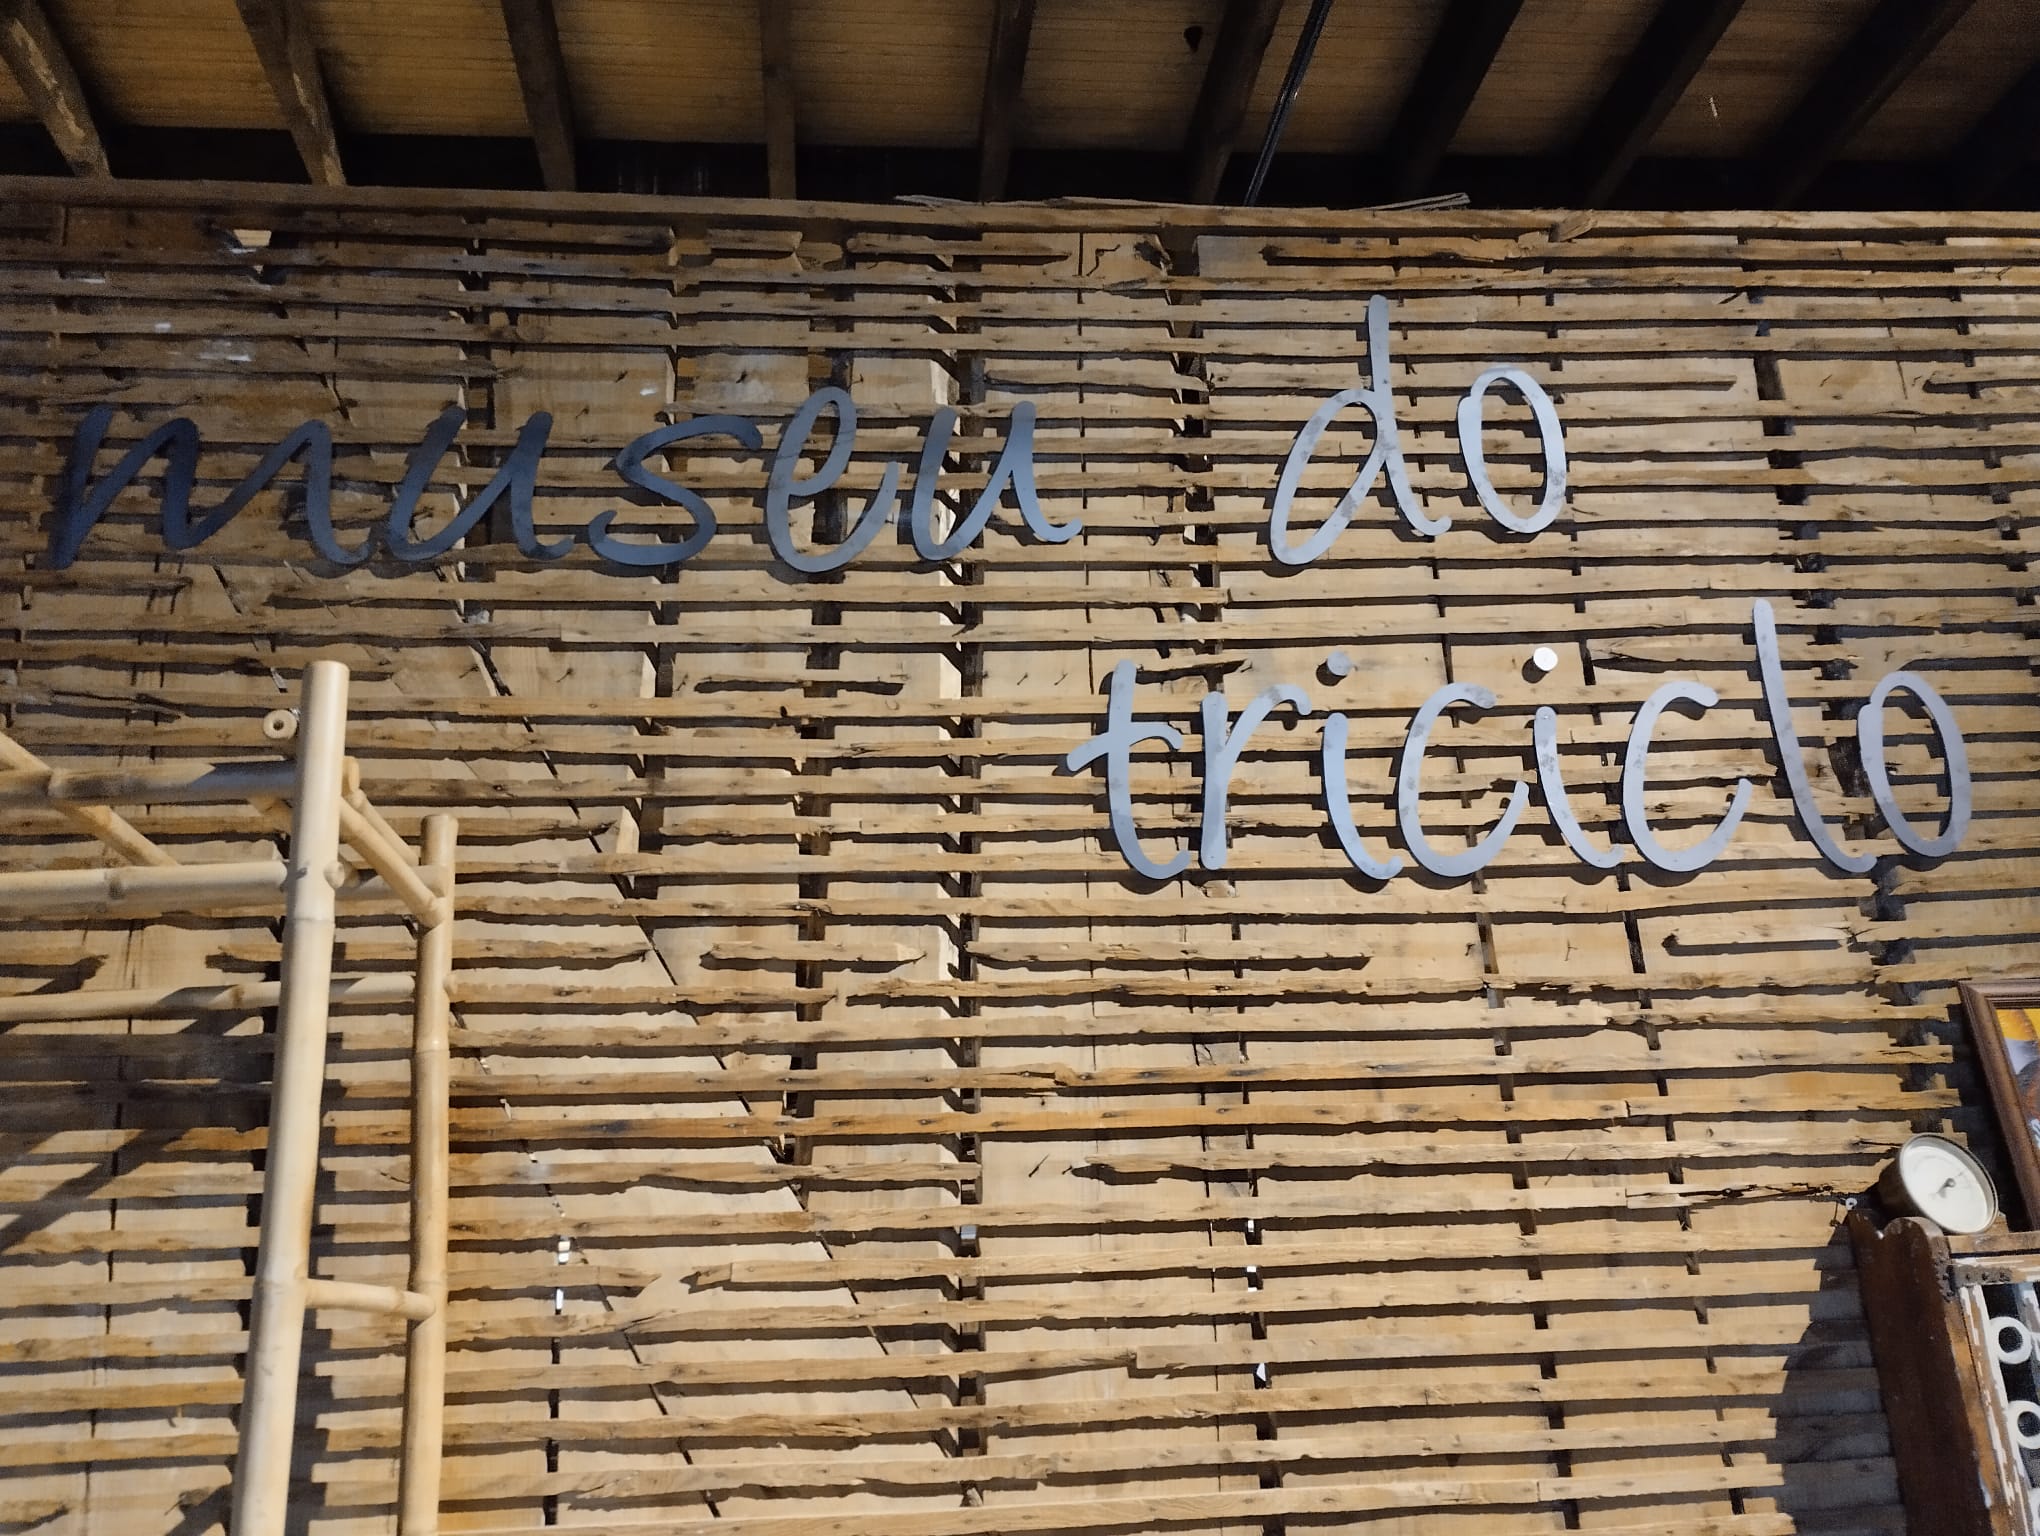 museu do
triciclo